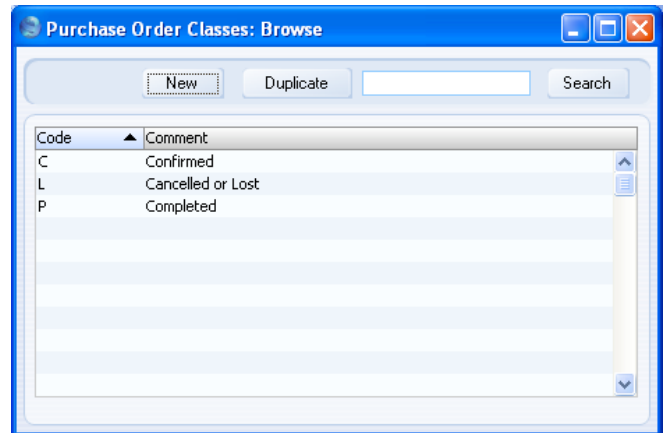 Purchase Order Classes: Browse
New Duplicate Search
Code Comment
C Confirmed
L Cancelled or Lost
P Completed